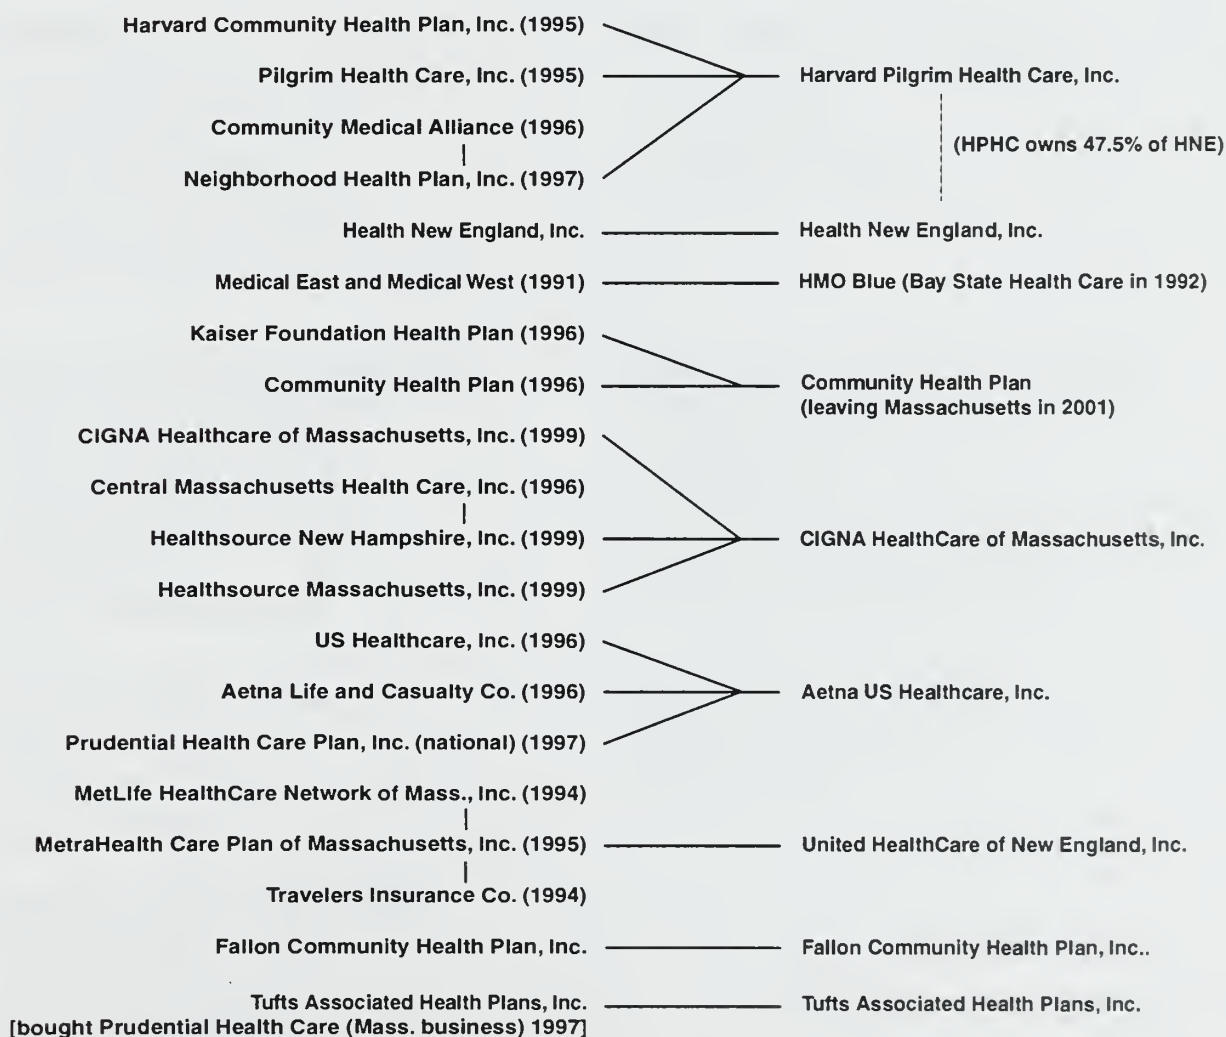 Harvard Community Health Plan, Inc. (1995)
Pilgrim Health Care, Inc. (1995)
Harvard Pilgrim Health Care, Inc.
Community Medical Alliance (1996)
(HPHC owns 47.5% of HNE)
Neighborhood Health Plan, Inc. (1997)
Health New England, Inc.
Health New England, Inc.
Medical East and Medical West (1991)
HMO Blue (Bay State Health Care in 1992)
Kaiser Foundation Health Plan (1996)
Community Health Plan (1996)
Community Health Plan
(leaving Massachusetts in 2001)
CIGNA Healthcare of Massachusetts, Inc. (1999)
Central Massachusetts Health Care, Inc. (1996)
Healthsource New Hampshire, Inc. (1999)
CIGNA HealthCare of Massachusetts, Inc.
Healthsource Massachusetts, Inc. (1999)
US Healthcare, Inc. (1996)
Aetna Life and Casualty Co. (1996)
Aetna US Healthcare, Inc.
Prudential Health Care Plan, Inc. (national) (1997)
MetLife HealthCare Network of Mass., Inc. (1994)
MetraHealth Care Plan of Massachusetts, Inc. (1995)
United HealthCare of New England, Inc.
Travelers Insurance Co. (1994)
Fallon Community Health Plan, Inc.
Fallon Community Health Plan, Inc..
Tufts Associated Health Plans, Inc.
Tufts Associated Health Plans, Inc.
[bought Prudential Health Care (Mass. business) 1997]